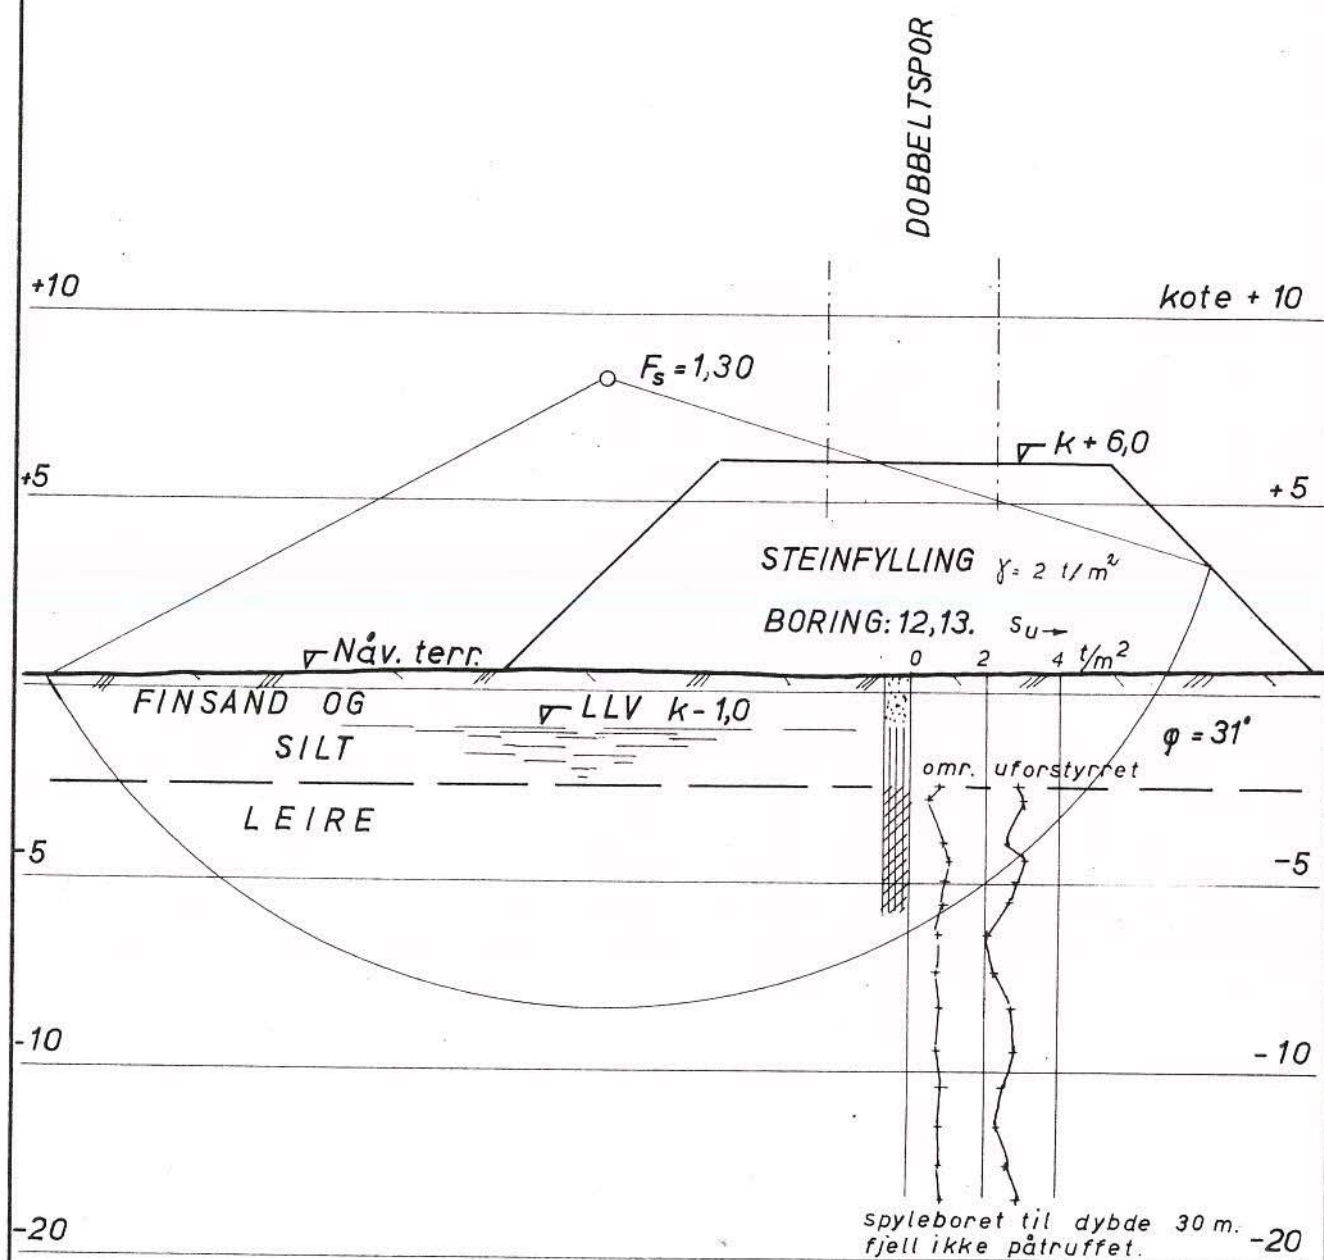 DOBBELTSPOR
+10
kote + 10
Fs = 1,30
k + 6,0
+5
+5
STEINFYLLING γ= 2 t/m²
BORING: 12,13. su→
0 2 4 t/m²
Nåv. terr.
FINSAND OG
SILT
LLV k-1,0
φ = 31°
omr. uforstyrret
LEIRE
-5
-5
-10
-10
spyleboret til dybde 30 m.
fjell ikke påtruffet.
-20
-20